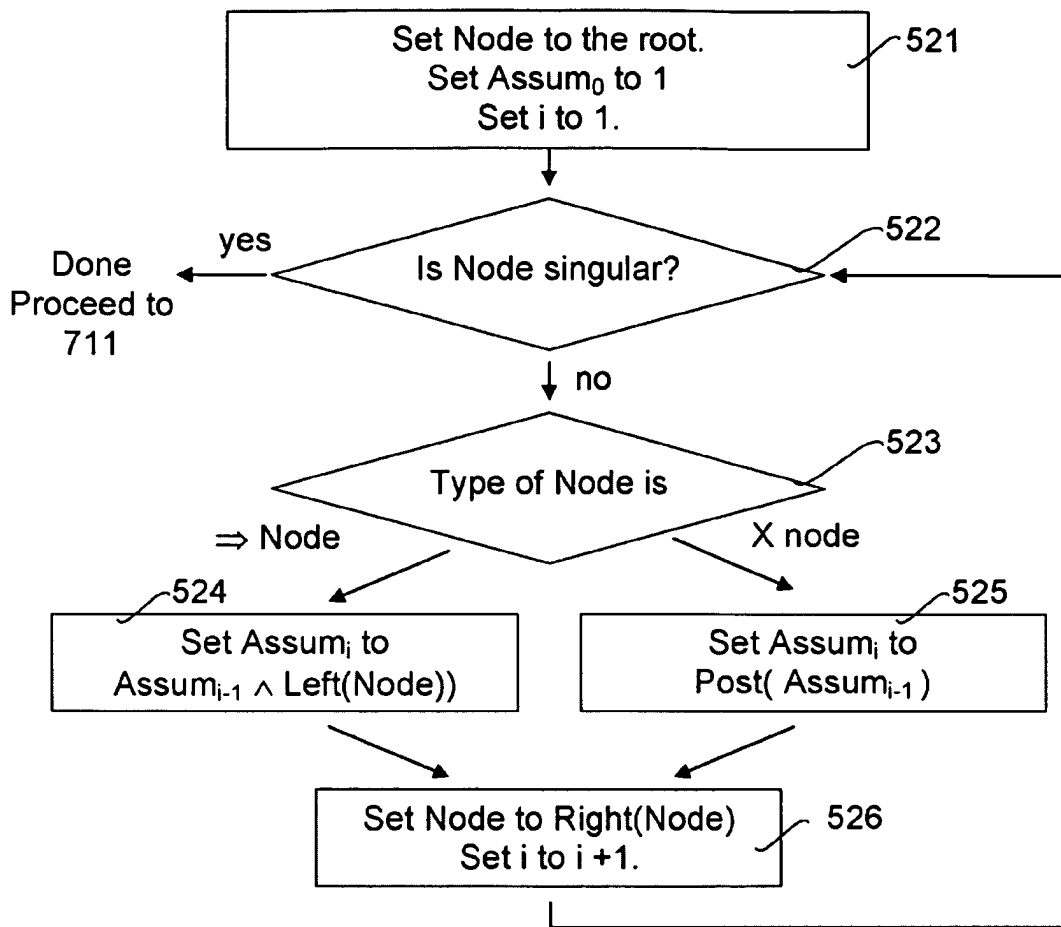 Set Node to the root.
Set Assum₀ to 1
Set i to 1.
521
yes
Is Node singular?
522
Done
Proceed to
711
no
Type of Node is
523
⇒ Node
X node
524
Set Assumᵢ to
Assumᵢ₋₁ ∧ Left(Node))
525
Set Assumᵢ to
Post( Assumᵢ₋₁ )
Set Node to Right(Node)
Set i to i +1.
526